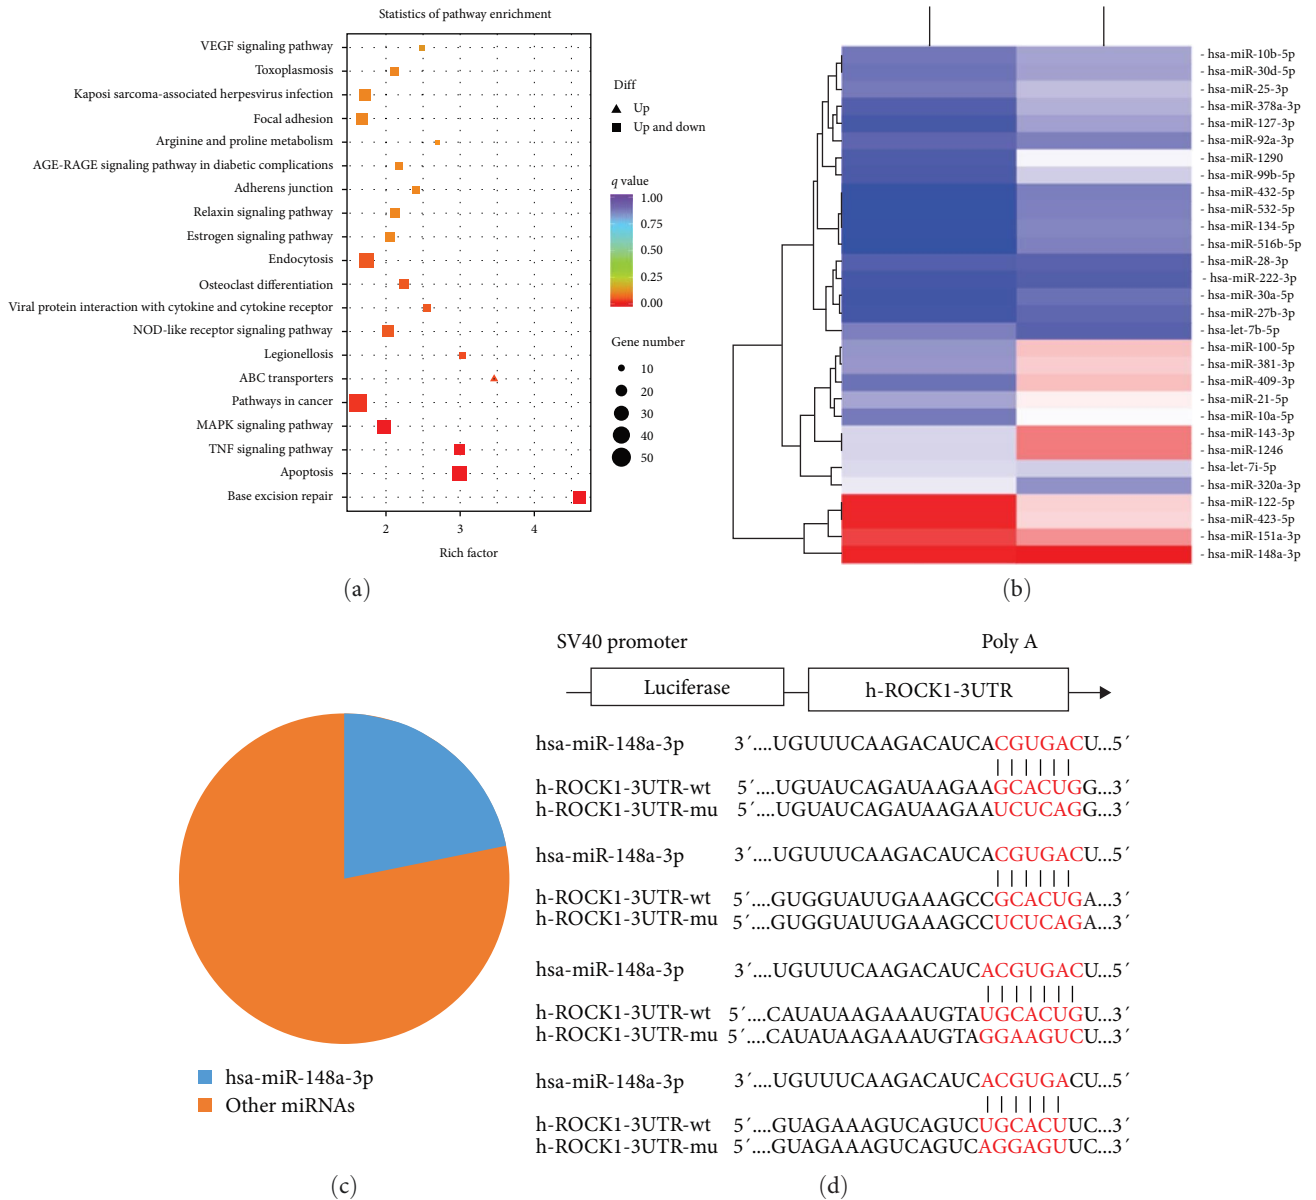 Statistics of pathway enrichment
VEGF signaling pathway
Toxoplasmosis
Kaposi sarcoma-associated herpesvirus infection
Focal adhesion
Arginine and proline metabolism
AGE-RAGE signaling pathway in diabetic complications
Adherens junction
Relaxin signaling pathway
Estrogen signaling pathway
Endocytosis
Osteoclast differentiation
Viral protein interaction with cytokine and cytokine receptor
NOD-like receptor signaling pathway
Legionellosis
ABC transporters
Pathways in cancer
MAPK signaling pathway
TNF signaling pathway
Apoptosis
Base excision repair
2 3 4
Rich factor
Diff
Up
Up and down
q value
1.00
0.75
0.50
0.25
0.00
Gene number
10
20
30
40
50
(a)
- hsa-miR-10b-5p
- hsa-miR-30d-5p
- hsa-miR-25-3p
- hsa-miR-378a-3p
- hsa-miR-127-3p
- hsa-miR-92a-3p
- hsa-miR-1290
- hsa-miR-99b-5p
- hsa-miR-432-5p
- hsa-miR-532-5p
- hsa-miR-134-5p
- hsa-miR-516b-5p
- hsa-miR-28-3p
- hsa-miR-222-3p
- hsa-miR-30a-5p
- hsa-miR-27b-3p
- hsa-let-7b-5p
- hsa-miR-100-5p
- hsa-miR-381-3p
- hsa-miR-409-3p
- hsa-miR-21-5p
- hsa-miR-10a-5p
- hsa-miR-143-3p
- hsa-miR-1246
- hsa-let-7i-5p
- hsa-miR-320a-3p
- hsa-miR-122-5p
- hsa-miR-423-5p
- hsa-miR-151a-3p
- hsa-miR-148a-3p
(b)
hsa-miR-148a-3p
Other miRNAs
(c)
SV40 promoter Poly A
Luciferase h-ROCK1-3UTR
hsa-miR-148a-3p 3´....UGUUUCAAGACAUCACGUGACU...5´
h-ROCK1-3UTR-wt 5´....UGUAUCAGAUAAGAAGCACUGG...3´
h-ROCK1-3UTR-mu 5´....UGUAUCAGAUAAGAAUCUCAGG...3´
hsa-miR-148a-3p 3´....UGUUUCAAGACAUCACGUGACU...5´
h-ROCK1-3UTR-wt 5´....GUGGUAUUGAAAGCCGCACUGA...3´
h-ROCK1-3UTR-mu 5´....GUGGUAUUGAAAGCCUCUCAGA...3´
hsa-miR-148a-3p 3´....UGUUUCAAGACAUCACGUGACU...5´
h-ROCK1-3UTR-wt 5´....CAUAUAAGAAAUGTAUGCACUGU...3´
h-ROCK1-3UTR-mu 5´....CAUAUAAGAAAUGTAGGAAGUCU...3´
hsa-miR-148a-3p 3´....UGUUUCAAGACAUCACGUGACU...5´
h-ROCK1-3UTR-wt 5´....GUAGAAAGUCAGUCUGCACUUC...3´
h-ROCK1-3UTR-mu 5´....GUAGAAAGUCAGUCAGGAGUUC...3´
(d)